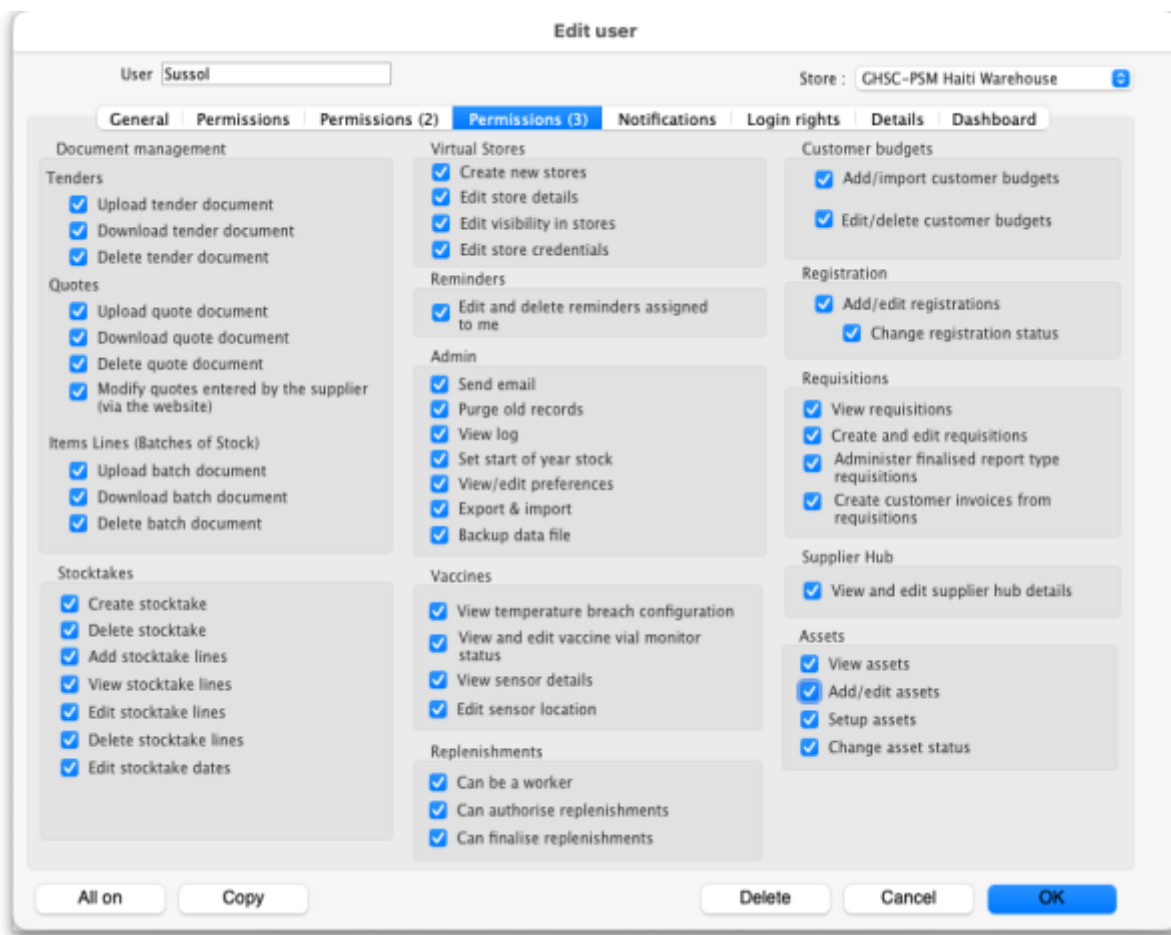 Edit user
User Sussol
Store : GHSC-PSM Haiti Warehouse
General Permissions Permissions (2) Permissions (3) Notifications Login rights Details Dashboard
Document management
Tenders
Upload tender document
Download tender document
Delete tender document
Quotes
Upload quote document
Download quote document
Delete quote document
Modify quotes entered by the supplier
(via the website)
Items Lines (Batches of Stock)
Upload batch document
Download batch document
Delete batch document
Stocktakes
Create stocktake
Delete stocktake
Add stocktake lines
View stocktake lines
Edit stocktake lines
Delete stocktake lines
Edit stocktake dates
Virtual Stores
Create new stores
Edit store details
Edit visibility in stores
Edit store credentials
Reminders
Edit and delete reminders assigned
to me
Admin
Send email
Purge old records
View log
Set start of year stock
View/edit preferences
Export & import
Backup data file
Vaccines
View temperature breach configuration
View and edit vaccine vial monitor
status
View sensor details
Edit sensor location
Replenishments
Can be a worker
Can authorise replenishments
Can finalise replenishments
Customer budgets
Add/import customer budgets
Edit/delete customer budgets
Registration
Add/edit registrations
Change registration status
Requisitions
View requisitions
Create and edit requisitions
Administer finalised report type
requisitions
Create customer invoices from
requisitions
Supplier Hub
View and edit supplier hub details
Assets
View assets
Add/edit assets
Setup assets
Change asset status
All on Copy Delete Cancel OK